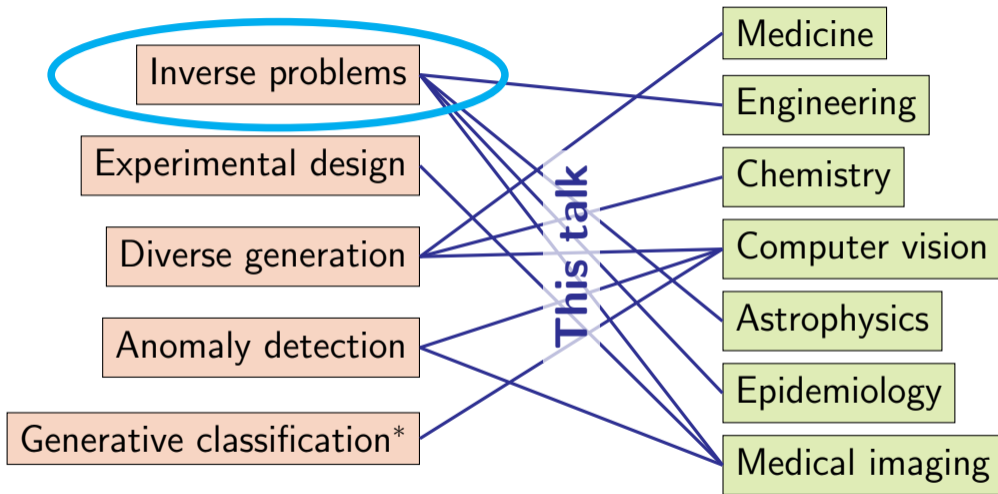 Inverse problems
Experimental design
Diverse generation
Anomaly detection
Generative classification*
This talk
Medicine
Engineering
Chemistry
Computer vision
Astrophysics
Epidemiology
Medical imaging